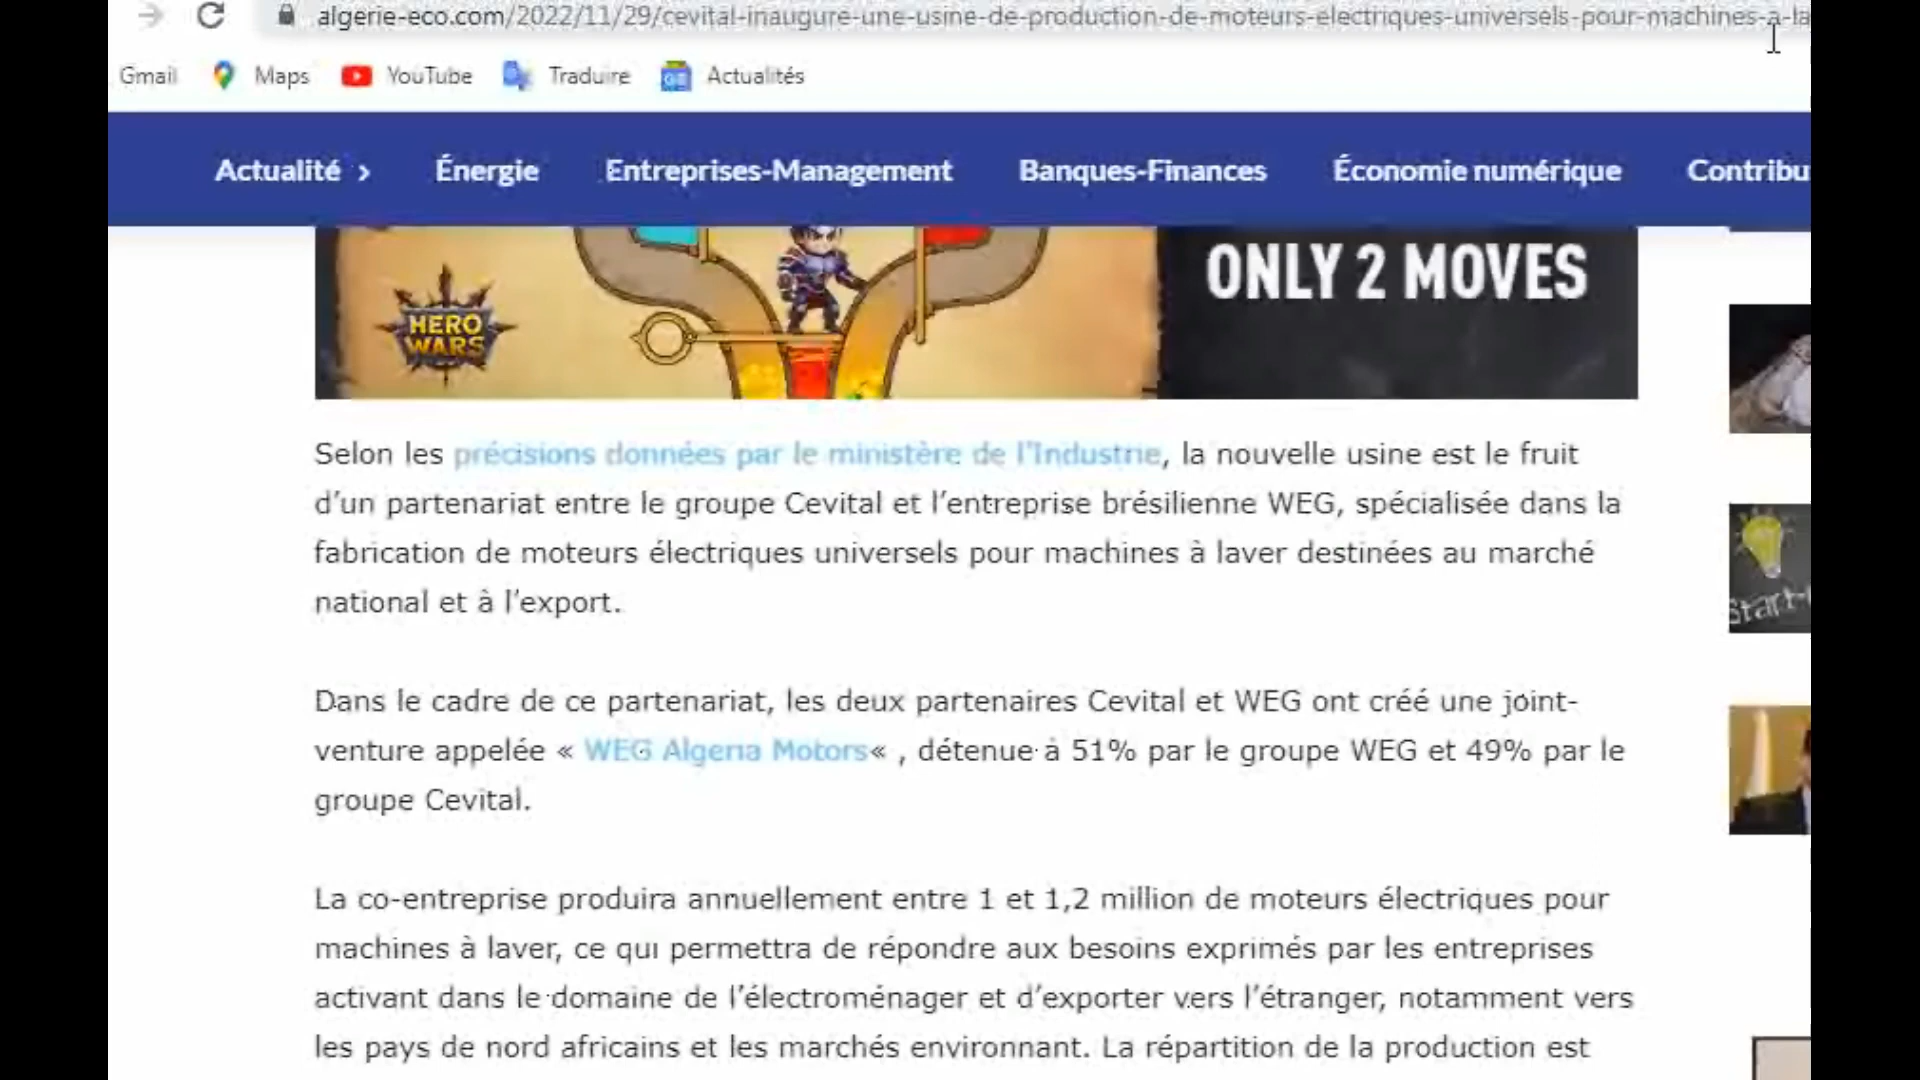 algerie-eco.com/2022/11/29/cevital-inaugure-une-usine-de-production-de-moteurs-electriques-universels-pour-machines-a-la
Gmail Maps YouTube Traduire Actualités
Actualité > Énergie Entreprises-Management Banques-Finances Économie numérique Contribu
HERO
WARS
ONLY 2 MOVES
Selon les précisions données par le ministère de l'Industrie, la nouvelle usine est le fruit
d'un partenariat entre le groupe Cevital et l'entreprise brésilienne WEG, spécialisée dans la
fabrication de moteurs électriques universels pour machines à laver destinées au marché
national et à l'export.
Start-
Dans le cadre de ce partenariat, les deux partenaires Cevital et WEG ont créé une joint-
venture appelée « WEG Algeria Motors« , détenue à 51% par le groupe WEG et 49% par le
groupe Cevital.
La co-entreprise produira annuellement entre 1 et 1,2 million de moteurs électriques pour
machines à laver, ce qui permettra de répondre aux besoins exprimés par les entreprises
activant dans le domaine de l'électroménager et d'exporter vers l'étranger, notamment vers
les pays de nord africains et les marchés environnant. La répartition de la production est